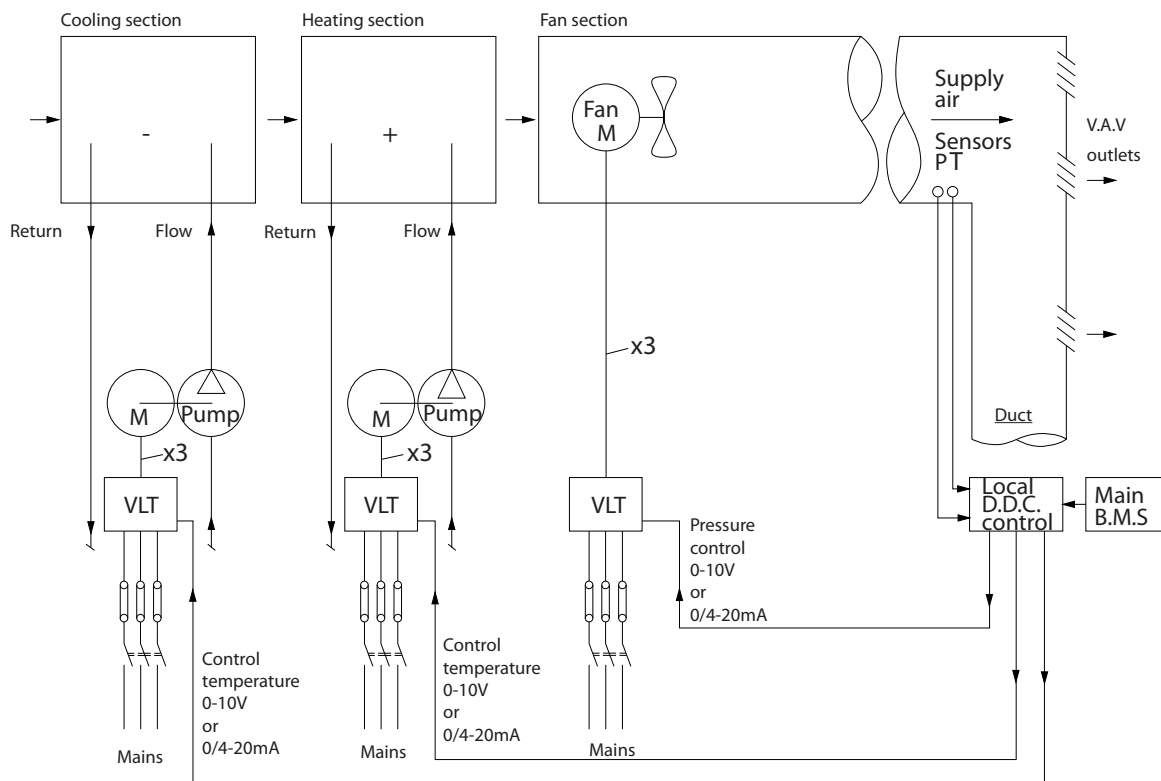 Cooling section
Heating section
Fan section
-
+
Fan
M
Supply
air
Sensors
PT
V.A.V
outlets
Return
Flow
Return
Flow
x3
Duct
M
Pump
M
Pump
x3
x3
VLT
VLT
VLT
Local
D.D.C.
control
Main
B.M.S
Pressure
control
0-10V
or
0/4-20mA
Control
temperature
0-10V
or
0/4-20mA
Control
temperature
0-10V
or
0/4-20mA
Mains
Mains
Mains